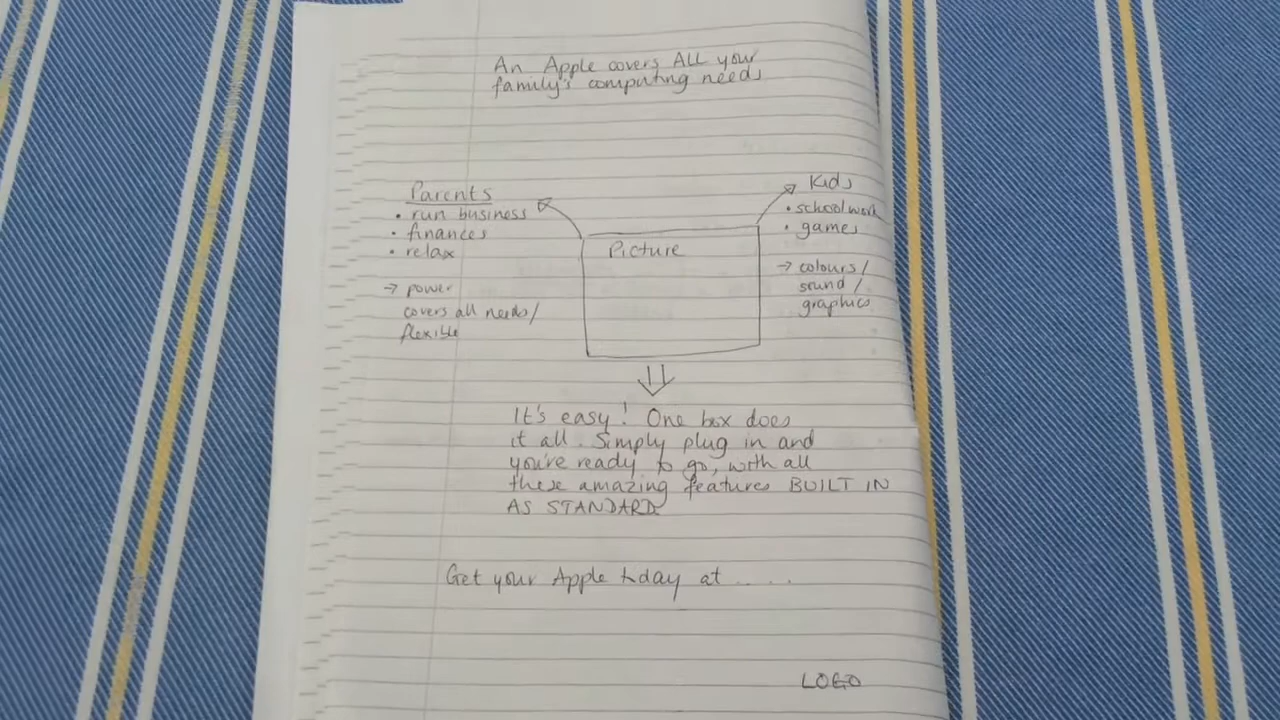 An Apple covers ALL your
family's computing needs
Parents
• run business
• finances
• relax
→ power
covers all needs/
flexible
Picture
Kids
• schoolwork
• games
→ colours/
sound/
graphics
It's easy! One box does
it all. Simply plug in and
you're ready to go, with all
these amazing features BUILT IN
AS STANDARD
Get your Apple today at .....
LOGO